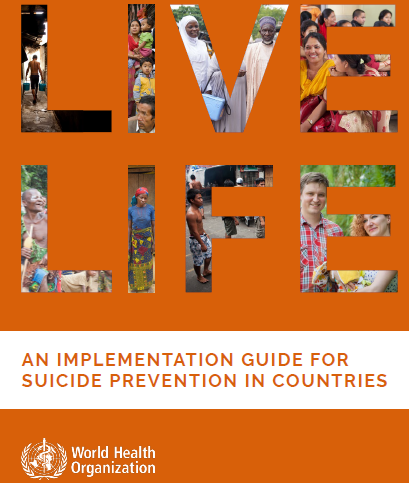 LIVE
LIFE
AN IMPLEMENTATION GUIDE FOR
SUICIDE PREVENTION IN COUNTRIES
World Health
Organization